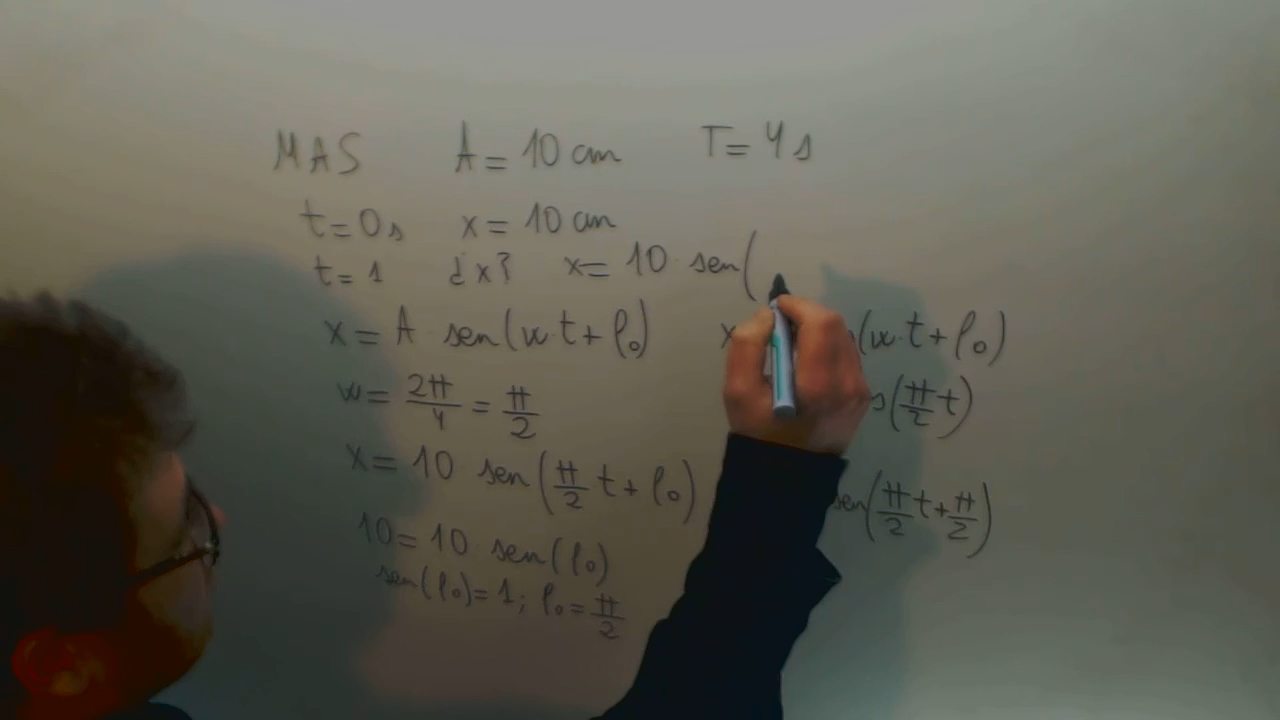 MAS A = 10 cm T = 4 s
t = 0 s x = 10 cm
t = 1 ¿x? x = 10 sen(
x = A sen(w·t + φ₀) x (w·t + φ₀)
w = 2π/4 = π/2 s(π/2 t)
x = 10 sen(π/2 t + φ₀) sen(π/2 t + π/2)
10 = 10 sen(φ₀)
sen(φ₀) = 1; φ₀ = π/2